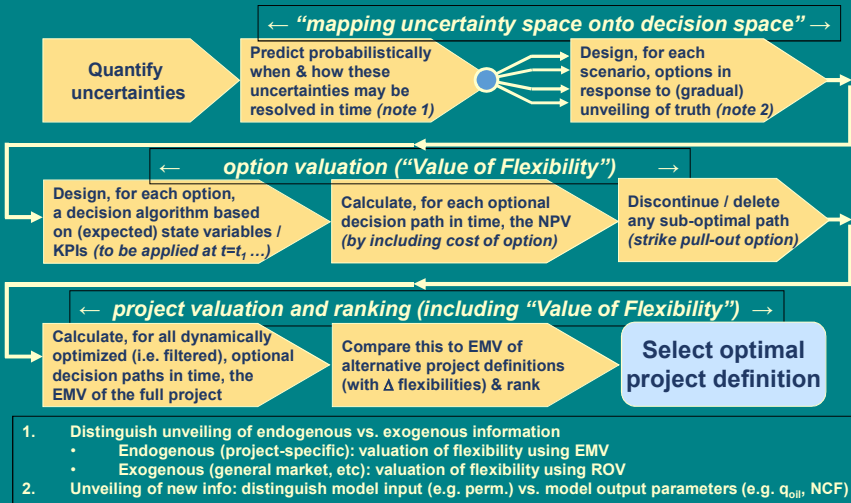 ← “mapping uncertainty space onto decision space” →
Quantify
uncertainties
Predict probabilistically
when & how these
uncertainties may be
resolved in time (note 1)
Design, for each
scenario, options in
response to (gradual)
unveiling of truth (note 2)
← option valuation (“Value of Flexibility”) →
Design, for each option,
a decision algorithm based
on (expected) state variables /
KPIs (to be applied at t=t₁ ...)
Calculate, for each optional
decision path in time, the NPV
(by including cost of option)
Discontinue / delete
any sub-optimal path
(strike pull-out option)
← project valuation and ranking (including “Value of Flexibility”) →
Calculate, for all dynamically
optimized (i.e. filtered), optional
decision paths in time, the
EMV of the full project
Compare this to EMV of
alternative project definitions
(with Δ flexibilities) & rank
Select optimal
project definition
1. Distinguish unveiling of endogenous vs. exogenous information
• Endogenous (project-specific): valuation of flexibility using EMV
• Exogenous (general market, etc): valuation of flexibility using ROV
2. Unveiling of new info: distinguish model input (e.g. perm.) vs. model output parameters (e.g. qoil, NCF)